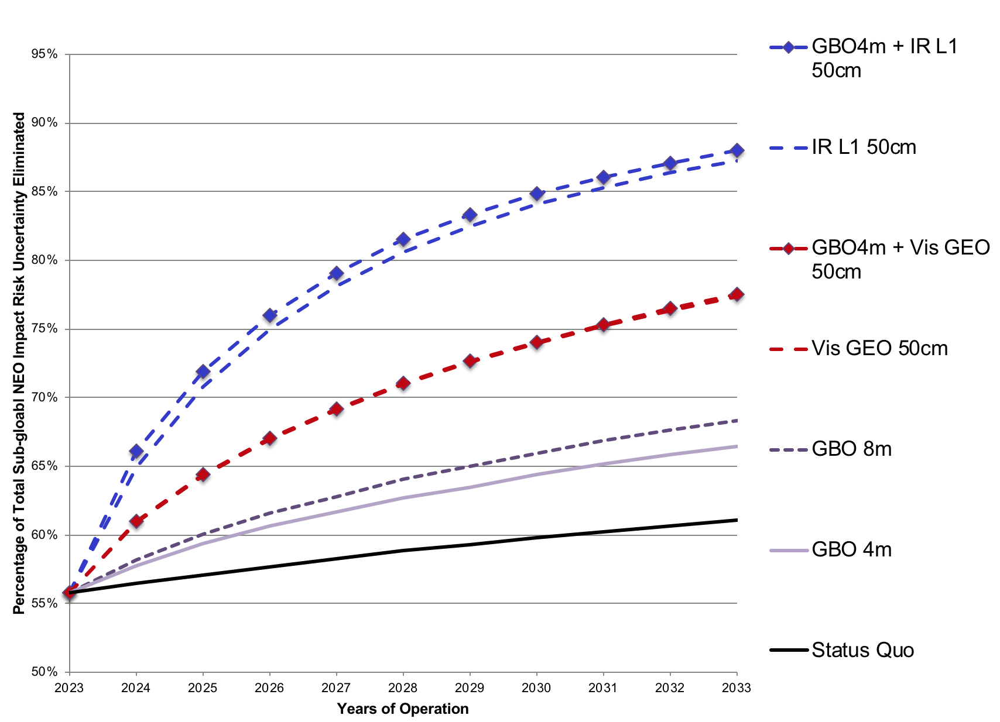 95%
90%
85%
80%
75%
70%
65%
60%
55%
50%
Percentage of Total Sub-gloabl NEO Impact Risk Uncertainty Eliminated
2023 2024 2025 2026 2027 2028 2029 2030 2031 2032 2033
Years of Operation
GBO4m + IR L1
50cm
IR L1 50cm
GBO4m + Vis GEO
50cm
Vis GEO 50cm
GBO 8m
GBO 4m
Status Quo